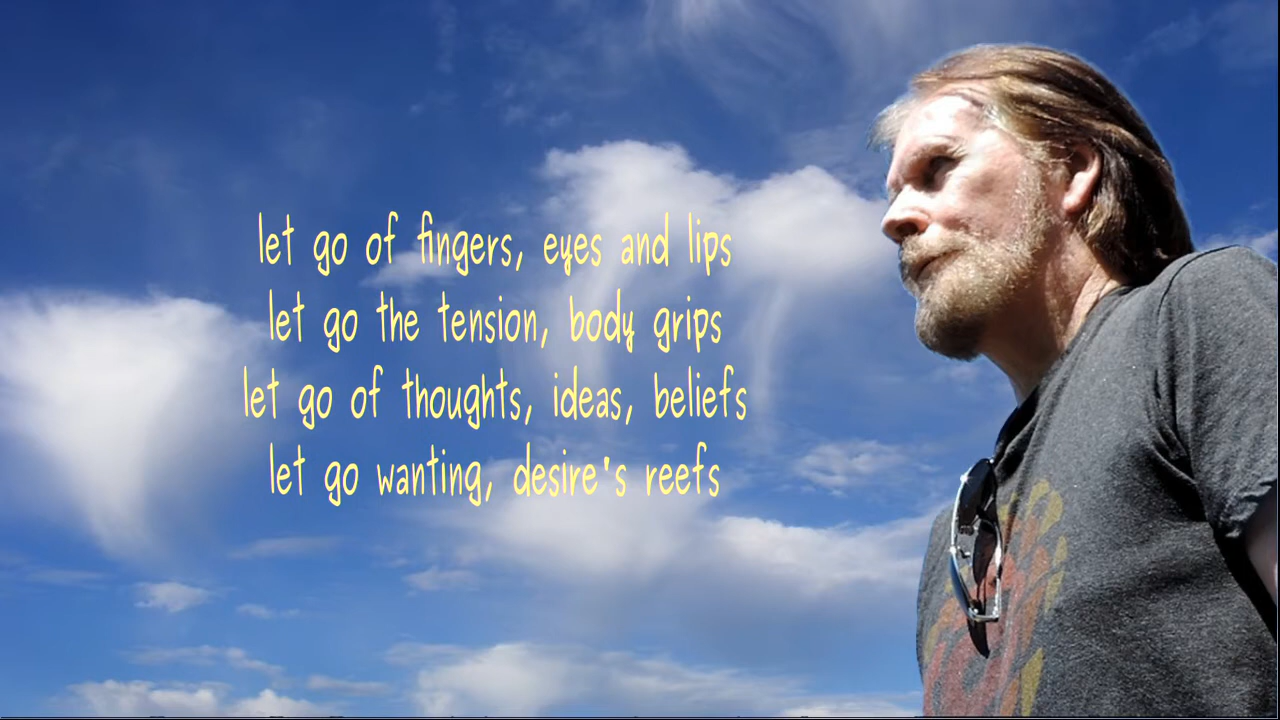 let go of fingers, eyes and lips
let go the tension, body grips
let go of thoughts, ideas, beliefs
let go wanting, desire's reefs